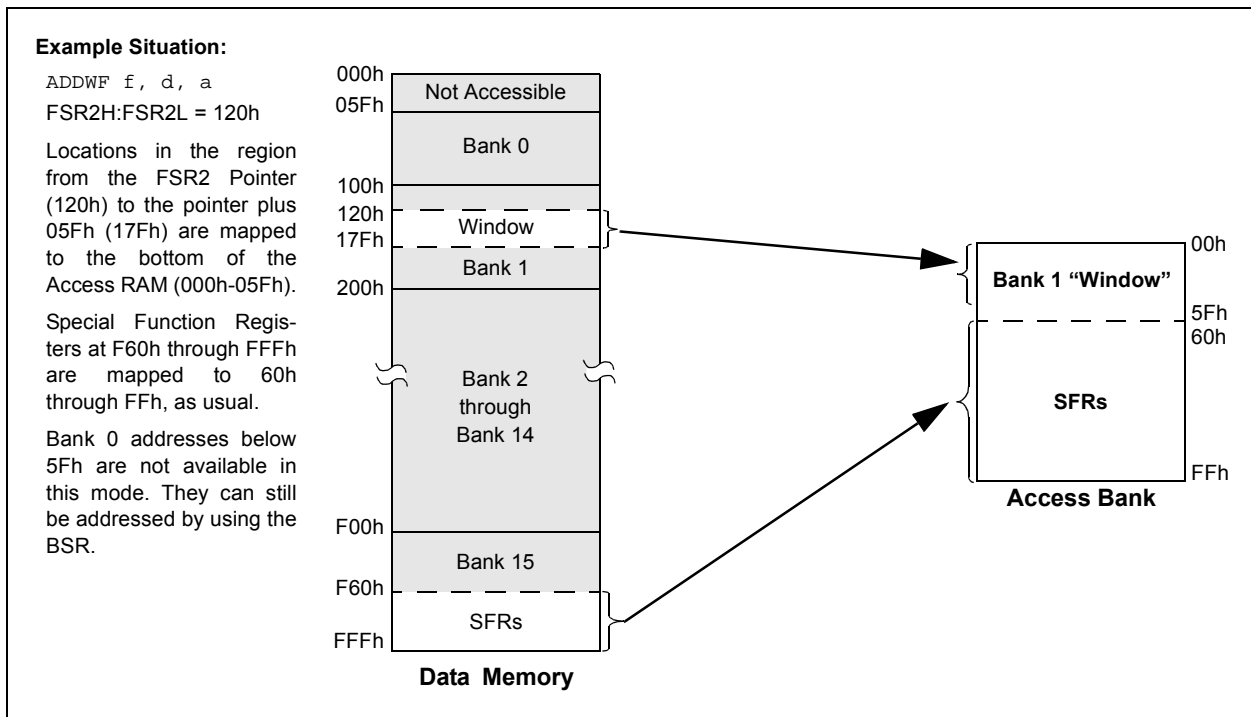 Example Situation:
ADDWF f, d, a
FSR2H:FSR2L = 120h
Locations in the region
from the FSR2 Pointer
(120h) to the pointer plus
05Fh (17Fh) are mapped
to the bottom of the
Access RAM (000h-05Fh).
Special Function Regis-
ters at F60h through FFFh
are mapped to 60h
through FFh, as usual.
Bank 0 addresses below
5Fh are not available in
this mode. They can still
be addressed by using the
BSR.
000h
Not Accessible
05Fh
Bank 0
100h
120h
Window
17Fh
Bank 1
200h
Bank 2
through
Bank 14
F00h
Bank 15
F60h
SFRs
FFFh
Data Memory
00h
Bank 1 “Window”
5Fh
60h
SFRs
FFh
Access Bank